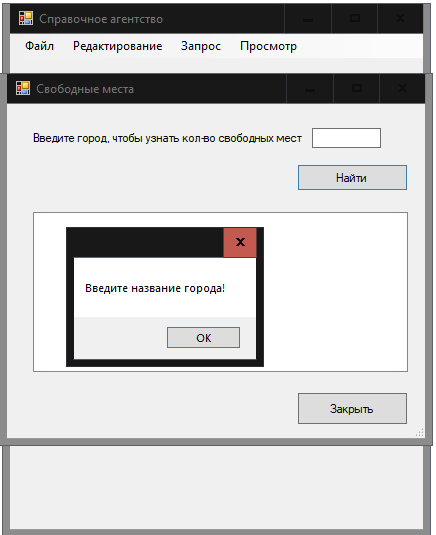 Справочное агентство
Файл Редактирование Запрос Просмотр
Свободные места
Введите город, чтобы узнать кол-во свободных мест
Найти
Введите название города!
OK
Закрыть